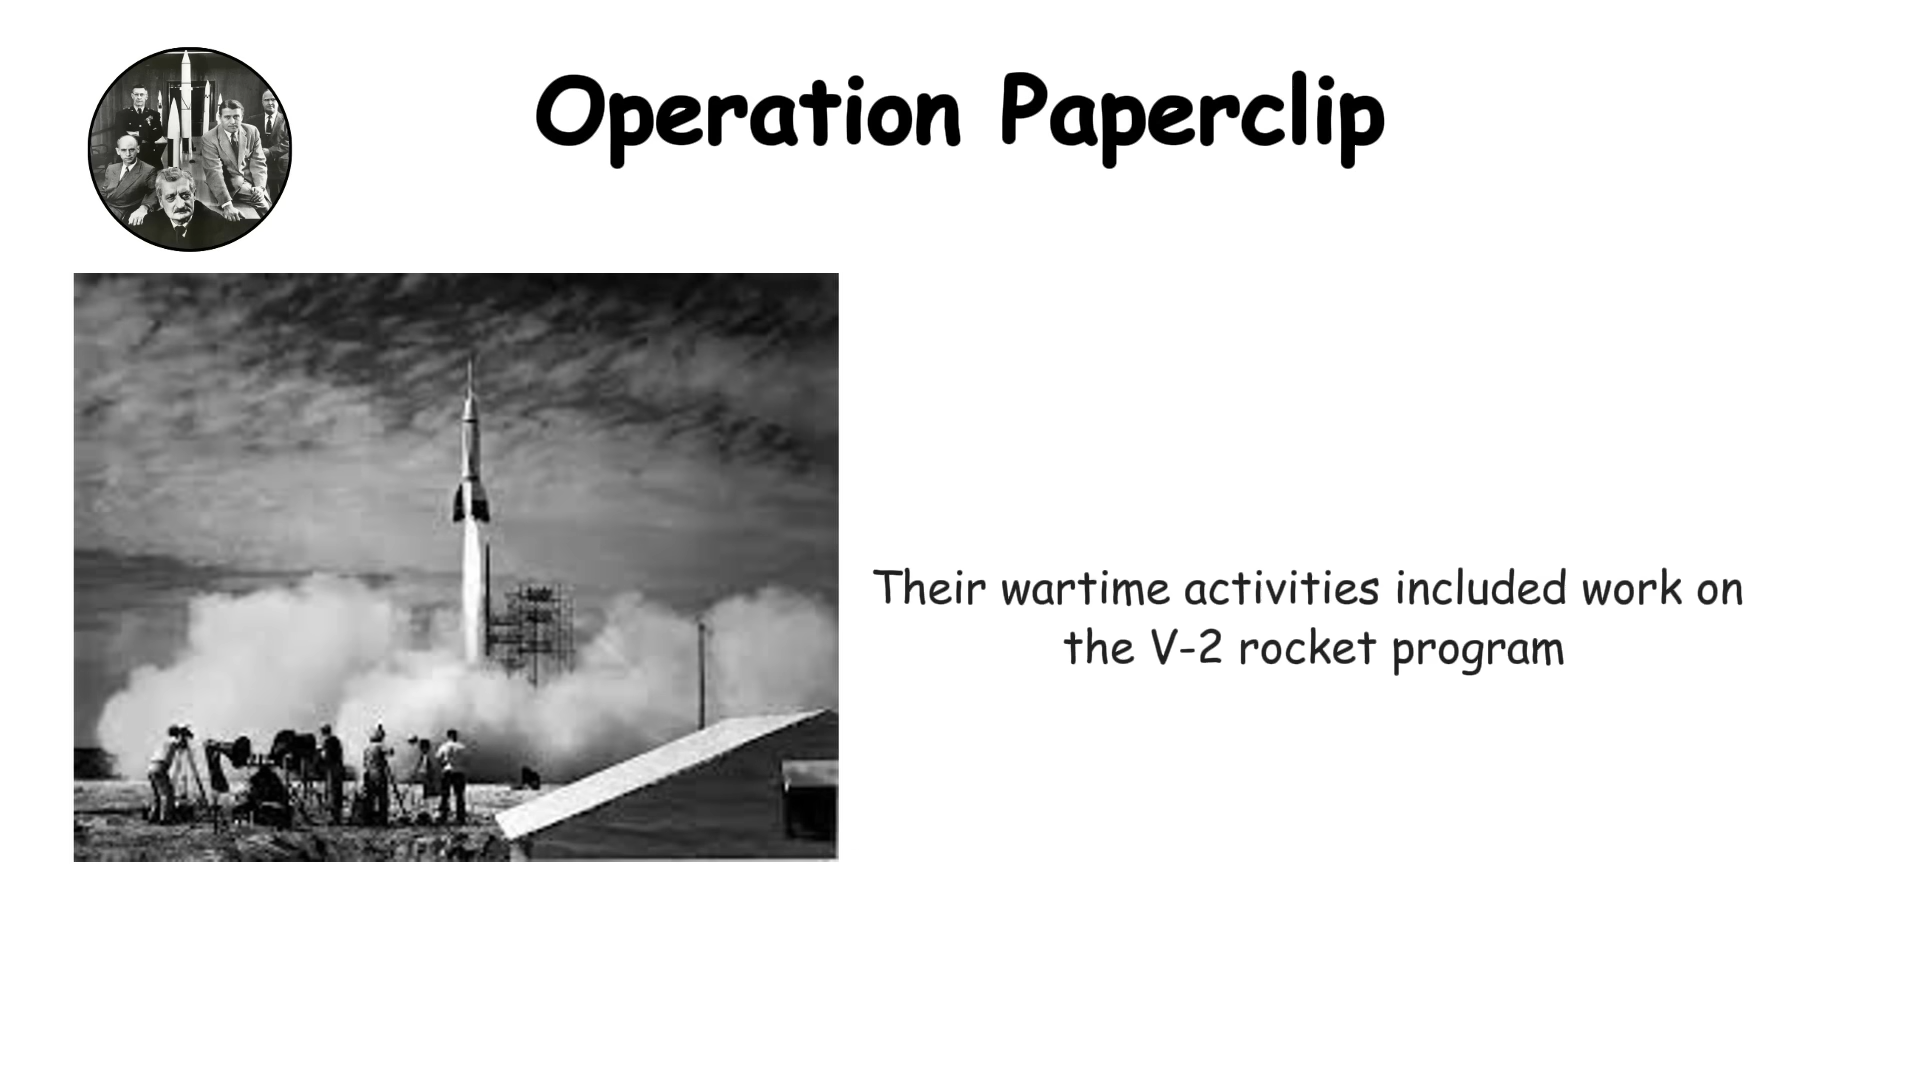 Operation Paperclip
Their wartime activities included work on
the V-2 rocket program